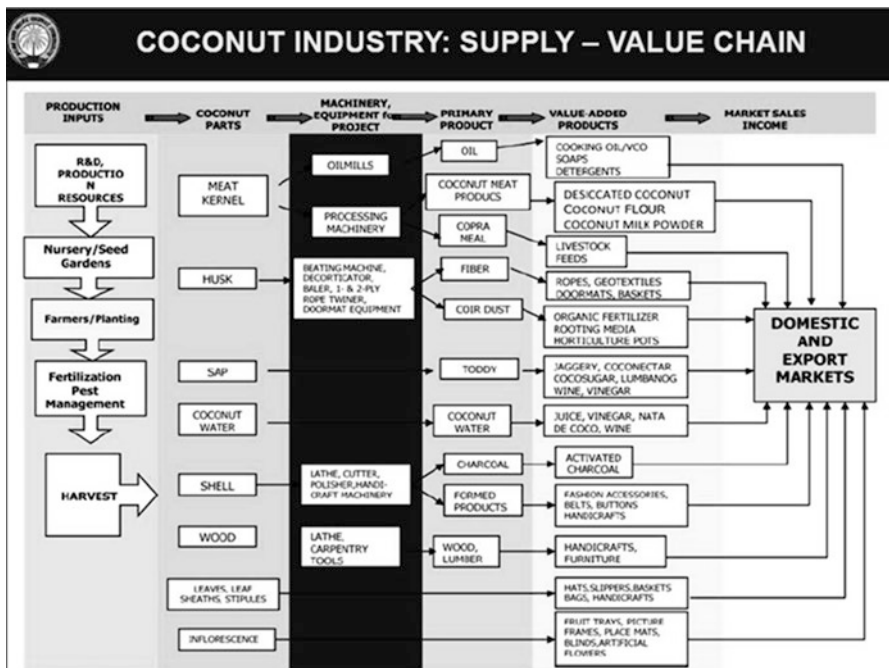 COCONUT INDUSTRY: SUPPLY – VALUE CHAIN
PRODUCTION
INPUTS
COCONUT
PARTS
MACHINERY,
EQUIPMENT for
PROJECT
PRIMARY
PRODUCT
VALUE-ADDED
PRODUCTS
MARKET SALES
INCOME
R&D,
PRODUCTIO
N
RESOURCES
Nursery/Seed
Gardens
Farmers/Planting
Fertilization
Pest
Management
HARVEST
MEAT
KERNEL
HUSK
SAP
COCONUT
WATER
SHELL
WOOD
LEAVES, LEAF
SHEATHS, STIPULES
INFLORESCENCE
OILMILLS
PROCESSING
MACHINERY
BEATING MACHINE,
DECORTICATOR,
BALER, 1- & 2-PLY
ROPE TWINER,
DOORMAT EQUIPMENT
LATHE, CUTTER,
POLISHER,HANDI-
CRAFT MACHINERY
LATHE,
CARPENTRY
TOOLS
OIL
COCONUT MEAT
PRODUCS
COPRA
MEAL
FIBER
COIR DUST
TODDY
COCONUT
WATER
CHARCOAL
FORMED
PRODUCTS
WOOD,
LUMBER
COOKING OIL/VCO
SOAPS
DETERGENTS
DESICCATED COCONUT
COCONUT FLOUR
COCONUT MILK POWDER
LIVESTOCK
FEEDS
ROPES, GEOTEXTILES
DOORMATS, BASKETS
ORGANIC FERTILIZER
ROOTING MEDIA
HORTICULTURE POTS
JAGGERY, COCONECTAR
COCOSUGAR, LUMBANOG
WINE, VINEGAR
JUICE, VINEGAR, NATA
DE COCO, WINE
ACTIVATED
CHARCOAL
FASHION ACCESSORIES,
BELTS, BUTTONS
HANDICRAFTS
HANDICRAFTS,
FURNITURE
HATS,SLIPPERS,BASKETS
BAGS, HANDICRAFTS
FRUIT TRAYS, PICTURE
FRAMES, PLACE MATS,
BLINDS,ARTIFICIAL
FLOWERS
DOMESTIC
AND
EXPORT
MARKETS